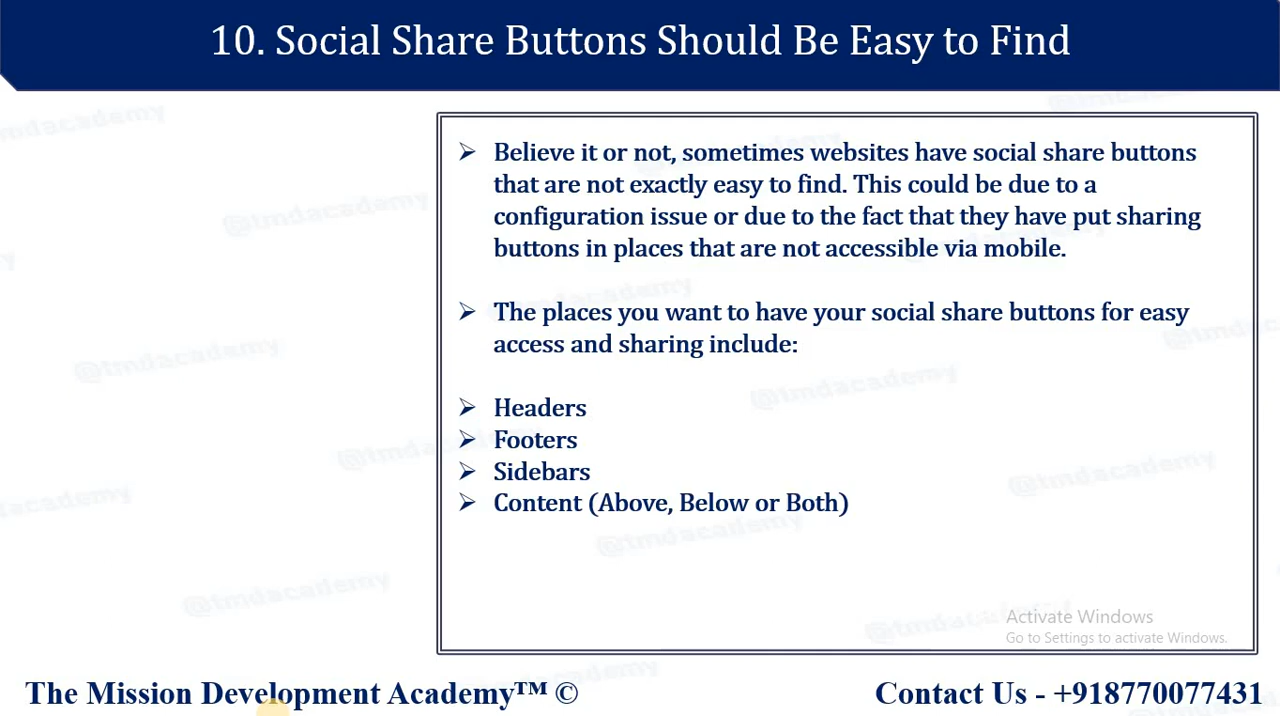 10. Social Share Buttons Should Be Easy to Find
➢ Believe it or not, sometimes websites have social share buttons
that are not exactly easy to find. This could be due to a
configuration issue or due to the fact that they have put sharing
buttons in places that are not accessible via mobile.
➢ The places you want to have your social share buttons for easy
access and sharing include:
➢ Headers
➢ Footers
➢ Sidebars
➢ Content (Above, Below or Both)
@tmdacademy
Activate Windows
Go to Settings to activate Windows.
The Mission Development Academy™ ©
Contact Us - +918770077431